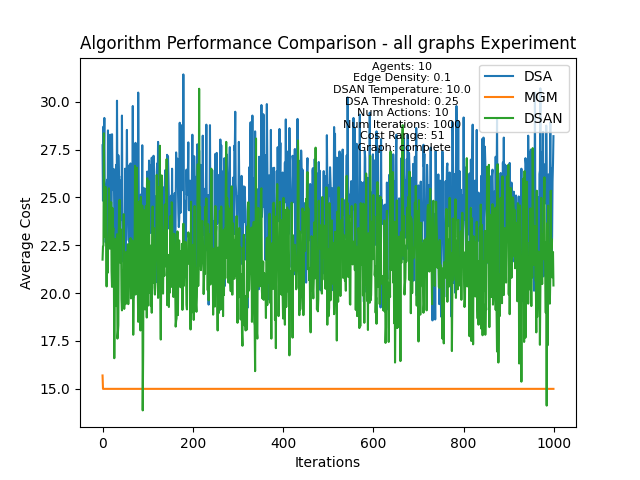 Algorithm Performance Comparison - all graphs Experiment
Agents: 10
Edge Density: 0.1
DSAN Temperature: 10.0
DSA Threshold: 0.25
Num Actions: 10
Num Iterations: 1000
Cost Range: 51
Graph: complete
DSA
MGM
DSAN
Average Cost
30.0
27.5
25.0
22.5
20.0
17.5
15.0
0 200 400 600 800 1000
Iterations